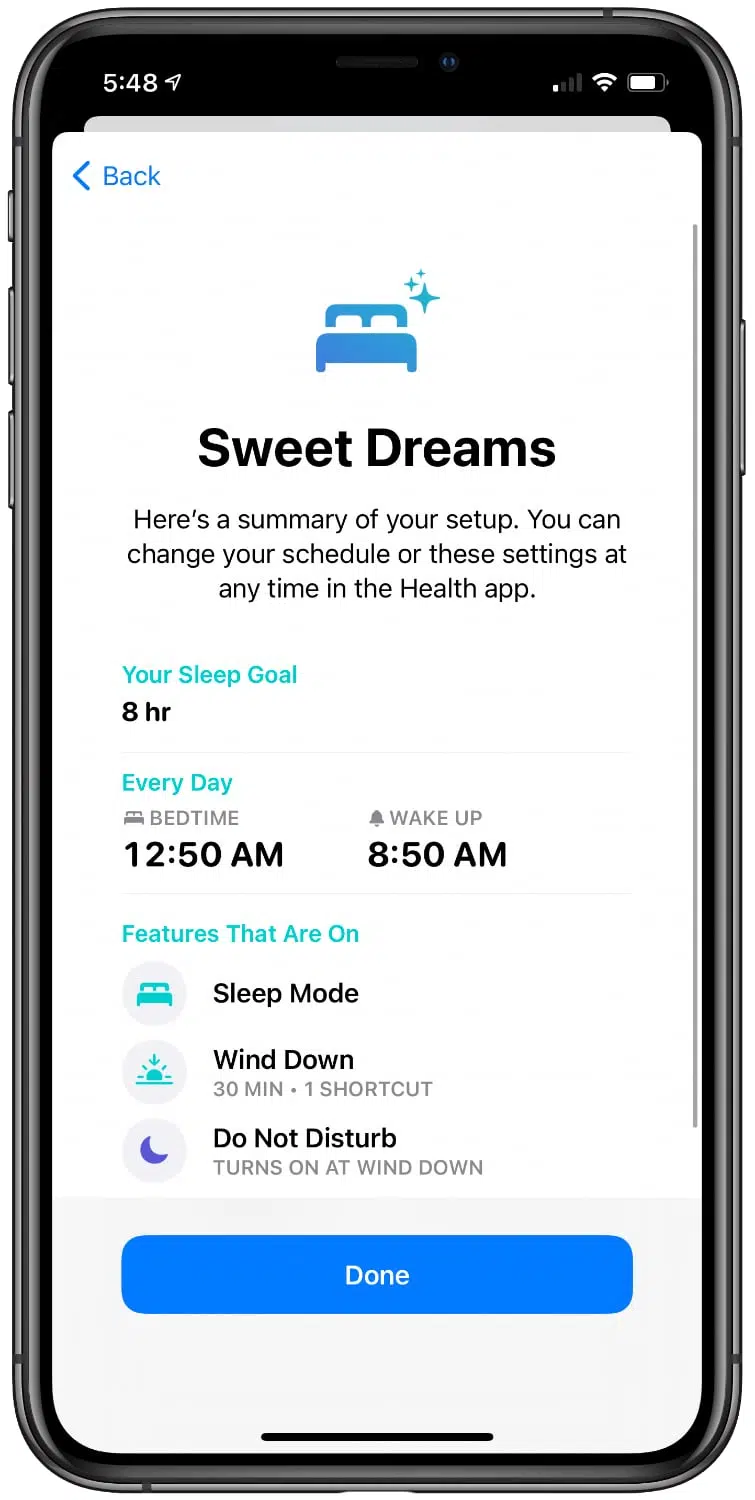 5:48
Back
Sweet Dreams
Here's a summary of your setup. You can
change your schedule or these settings at
any time in the Health app.
Your Sleep Goal
8 hr
Every Day
BEDTIME
WAKE UP
12:50 AM
8:50 AM
Features That Are On
Sleep Mode
Wind Down
30 MIN • 1 SHORTCUT
Do Not Disturb
TURNS ON AT WIND DOWN
Done